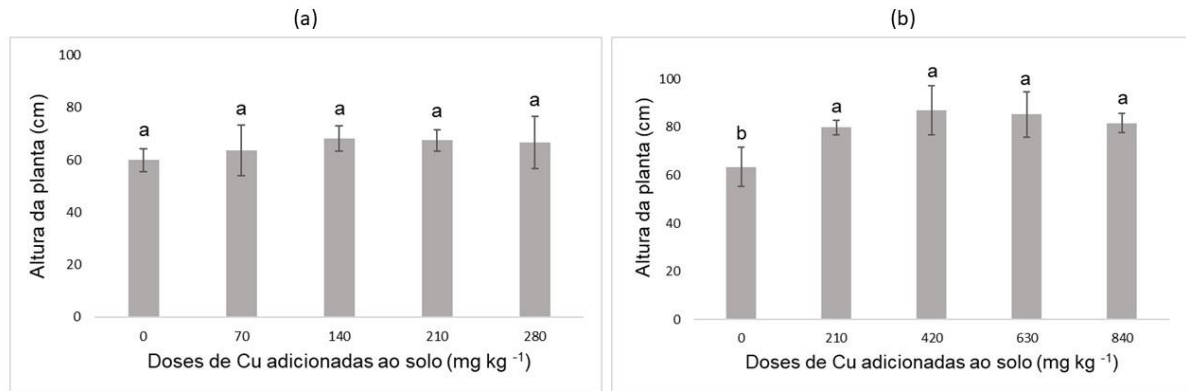 (a)
100
80
60
40
20
0
Altura da planta (cm)
a
a
a
a
a
0 70 140 210 280
Doses de Cu adicionadas ao solo (mg kg ⁻¹)
(b)
100
80
60
40
20
0
Altura da planta (cm)
b
a
a
a
a
0 210 420 630 840
Doses de Cu adicionadas ao solo (mg kg ⁻¹)